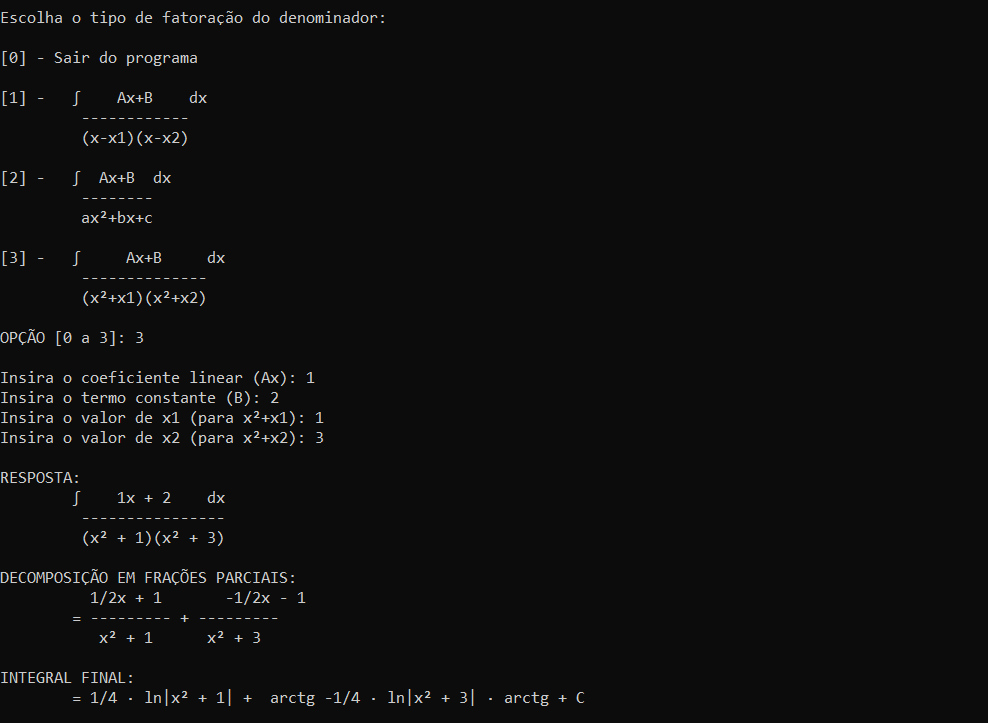 Escolha o tipo de fatoração do denominador:
[0] - Sair do programa
[1] -   ∫    Ax+B    dx
------------
(x-x1)(x-x2)
[2] -   ∫  Ax+B  dx
--------
ax²+bx+c
[3] -   ∫     Ax+B     dx
--------------
(x²+x1)(x²+x2)
OPÇÃO [0 a 3]: 3
Insira o coeficiente linear (Ax): 1
Insira o termo constante (B): 2
Insira o valor de x1 (para x²+x1): 1
Insira o valor de x2 (para x²+x2): 3
RESPOSTA:
∫    1x + 2    dx
----------------
(x² + 1)(x² + 3)
DECOMPOSIÇÃO EM FRAÇÕES PARCIAIS:
1/2x + 1       -1/2x - 1
= --------- + ---------
x² + 1      x² + 3
INTEGRAL FINAL:
= 1/4 · ln|x² + 1| +  arctg -1/4 · ln|x² + 3| · arctg + C